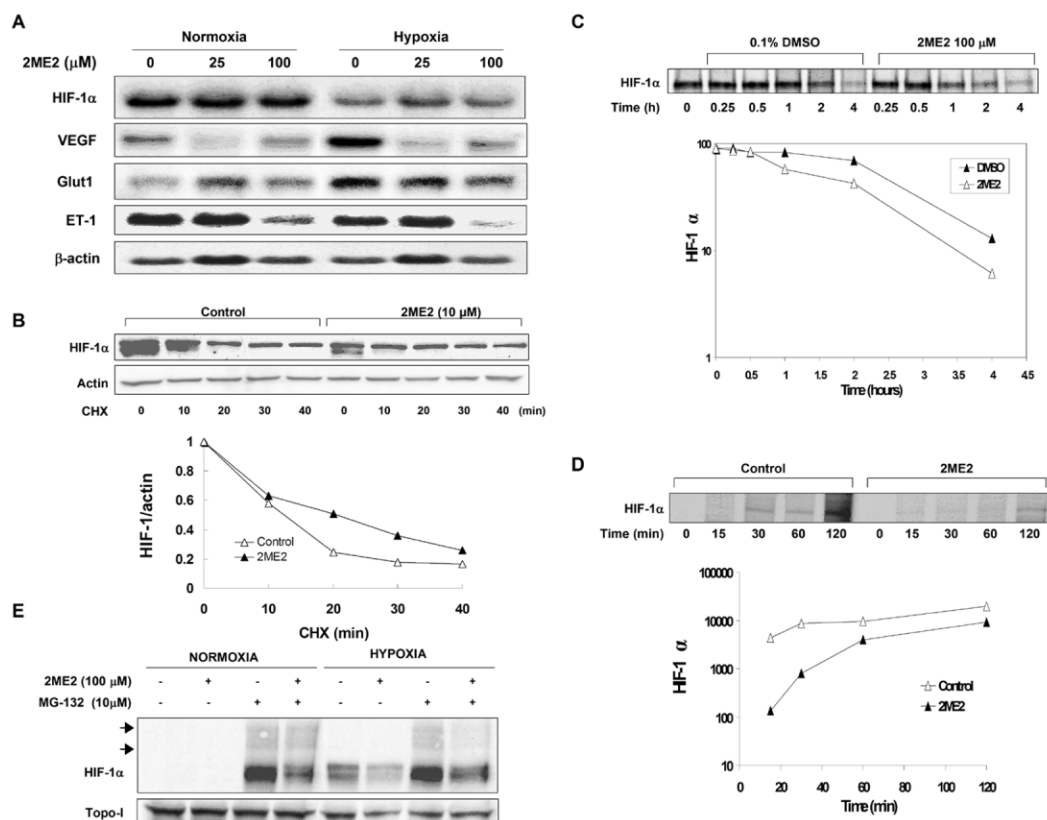 A
Normoxia Hypoxia
2ME2 (μM) 0 25 100 0 25 100
HIF-1α
VEGF
Glut1
ET-1
β-actin
B
Control 2ME2 (10 μM)
HIF-1α
Actin
CHX 0 10 20 30 40 0 10 20 30 40 (min)
HIF-1/actin
1
0.8
0.6
0.4
0.2
0
Control
2ME2
0 10 20 30 40
CHX (min)
C
0.1% DMSO 2ME2 100 μM
HIF-1α
Time (h) 0 0.25 0.5 1 2 4 0.25 0.5 1 2 4
HIF-1 α
100
10
1
DMSO
2ME2
0 0.5 1 1.5 2 2.5 3 3.5 4 4.5
Time (hours)
D
Control 2ME2
HIF-1α
Time (min) 0 15 30 60 120 0 15 30 60 120
HIF-1 α
100000
10000
1000
100
10
Control
2ME2
0 20 40 60 80 100 120
Time (min)
E
NORMOXIA HYPOXIA
2ME2 (100 μM) - + - + - + - +
MG-132 (10μM) - - + + - - + +
HIF-1α
Topo-I